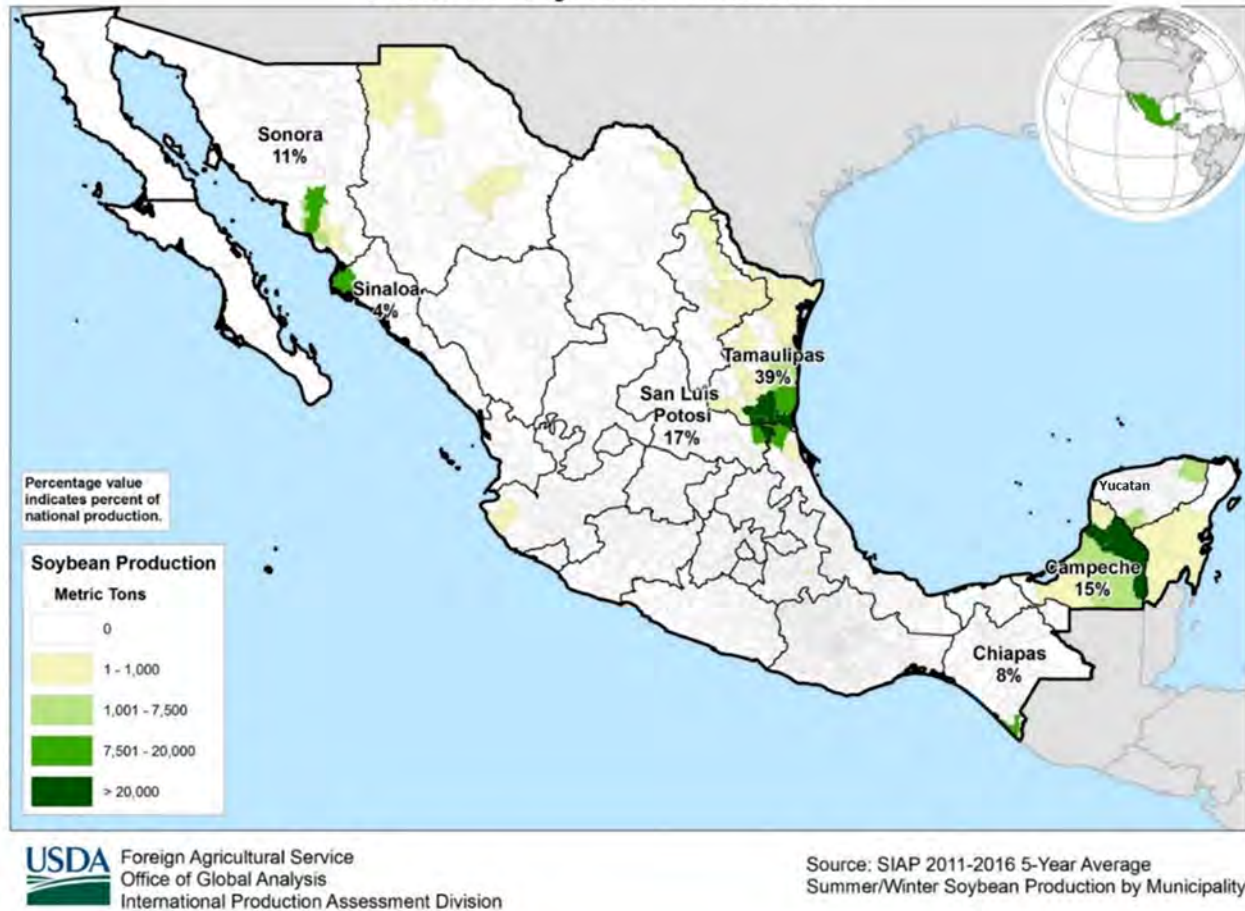 Sonora
11%
Sinaloa
4%
Tamaulipas
39%
San Luis
Potosi
17%
Yucatan
Campeche
15%
Chiapas
8%
Percentage value
indicates percent of
national production.
Soybean Production
Metric Tons
0
1 - 1,000
1,001 - 7,500
7,501 - 20,000
> 20,000
USDA
Foreign Agricultural Service
Office of Global Analysis
International Production Assessment Division
Source: SIAP 2011-2016 5-Year Average
Summer/Winter Soybean Production by Municipality